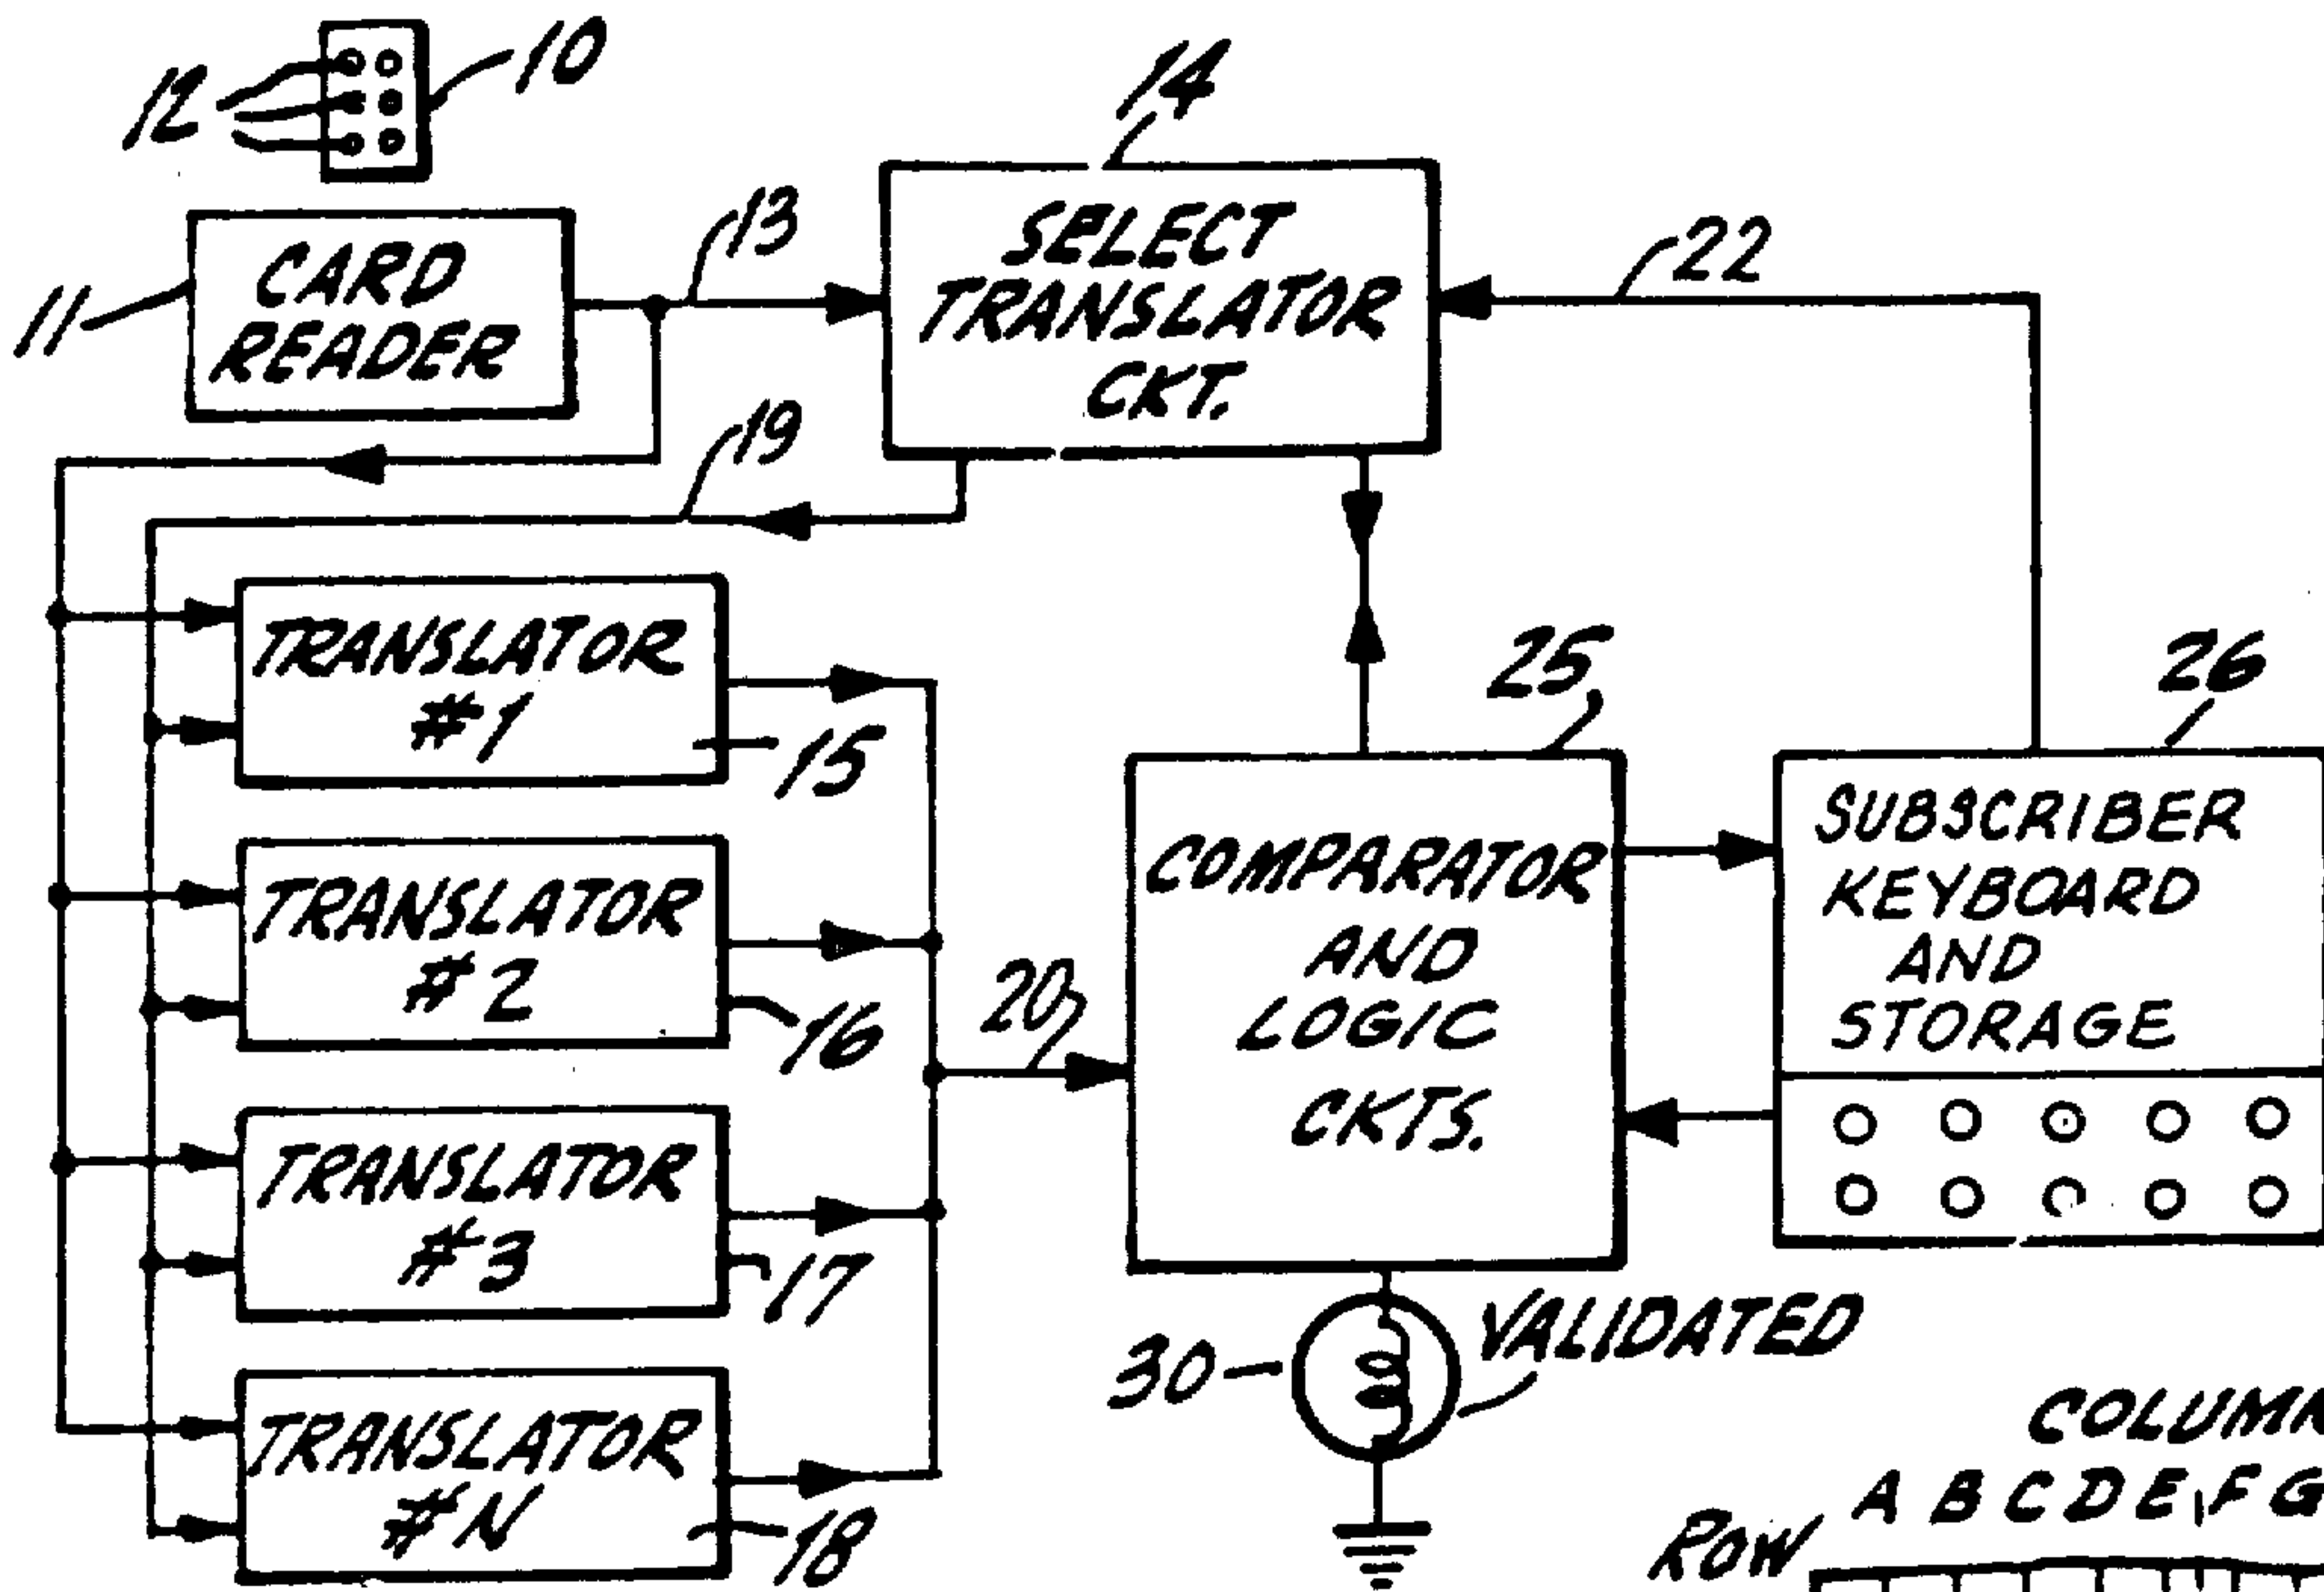 12
10
14
CARD
READER
11
13
SELECT
TRANSLATOR
CKT.
22
19
TRANSLATOR
#1
15
25
26
TRANSLATOR
#2
16
20
COMPARATOR
AND
LOGIC
CKTS.
SUBSCRIBER
KEYBOARD
AND
STORAGE
TRANSLATOR
#3
17
30
VALIDATED
TRANSLATOR
#N
18
COLUMN
A B C D E F G
ROW